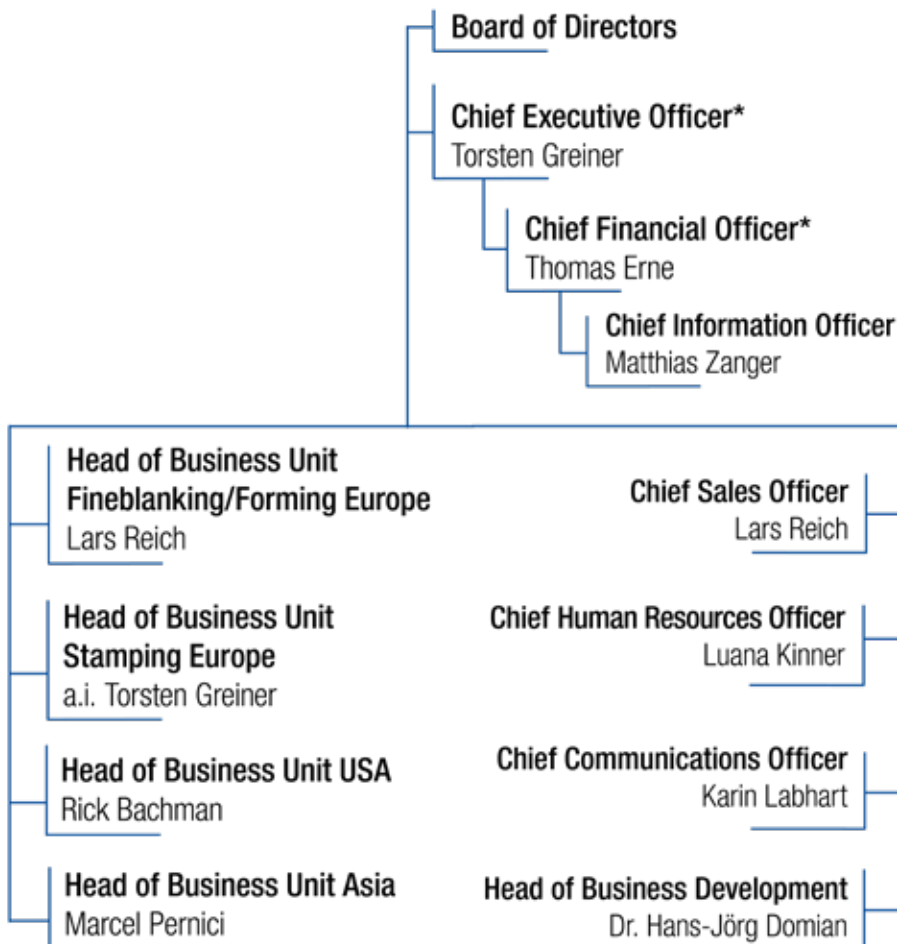 Board of Directors
Chief Executive Officer*
Torsten Greiner
Chief Financial Officer*
Thomas Erne
Chief Information Officer
Matthias Zanger
Head of Business Unit
Fineblanking/Forming Europe
Lars Reich
Head of Business Unit
Stamping Europe
a.i. Torsten Greiner
Head of Business Unit USA
Rick Bachman
Head of Business Unit Asia
Marcel Pernici
Chief Sales Officer
Lars Reich
Chief Human Resources Officer
Luana Kinner
Chief Communications Officer
Karin Labhart
Head of Business Development
Dr. Hans-Jörg Domian